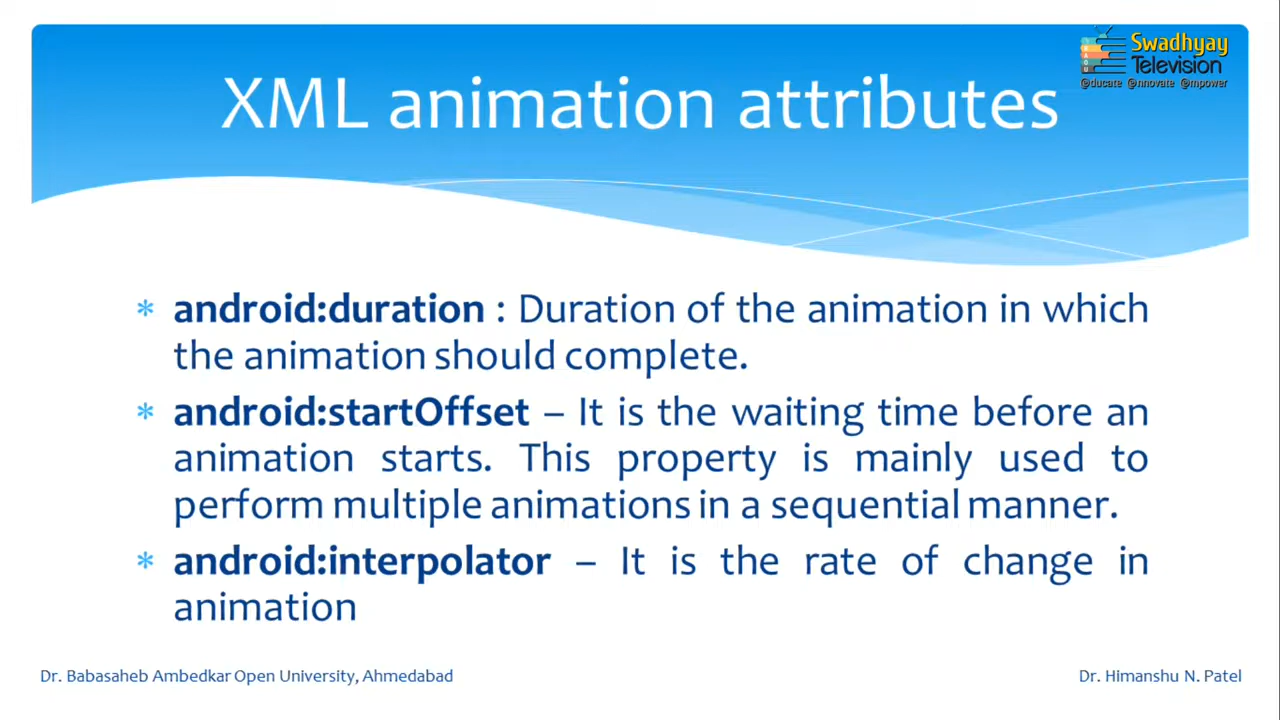 Swadhyay
Television
@ducate @nnovate @mpower
XML animation attributes
* android:duration : Duration of the animation in which
the animation should complete.
* android:startOffset – It is the waiting time before an
animation starts. This property is mainly used to
perform multiple animations in a sequential manner.
* android:interpolator – It is the rate of change in
animation
Dr. Babasaheb Ambedkar Open University, Ahmedabad
Dr. Himanshu N. Patel